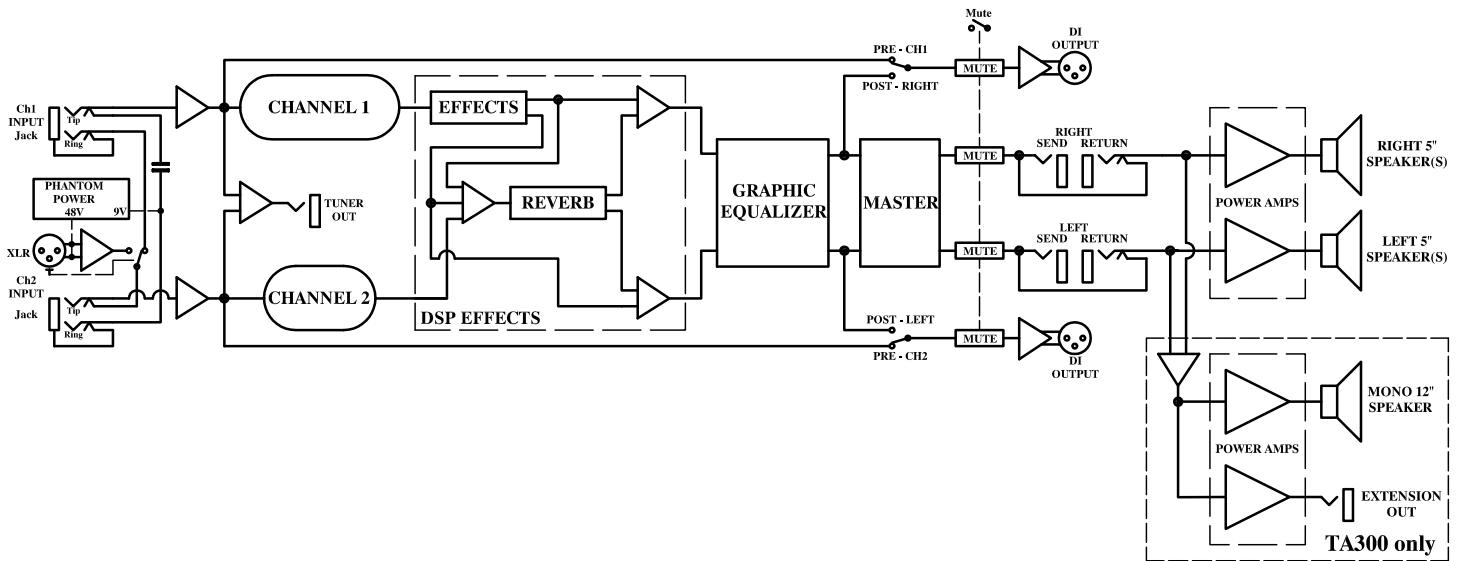 Mute
DI
OUTPUT
PRE - CH1
MUTE
POST - RIGHT
Ch1
INPUT
Jack
Tip
Ring
CHANNEL 1
EFFECTS
RIGHT
SEND RETURN
RIGHT 5"
SPEAKER(S)
PHANTOM
POWER
48V 9V
TUNER
OUT
REVERB
GRAPHIC
EQUALIZER
MASTER
MUTE
POWER AMPS
XLR
LEFT
SEND RETURN
MUTE
LEFT 5"
SPEAKER(S)
Ch2
INPUT
Jack
Tip
Ring
CHANNEL 2
DSP EFFECTS
POST - LEFT
MUTE
PRE - CH2
DI
OUTPUT
MONO 12"
SPEAKER
POWER AMPS
EXTENSION
OUT
TA300 only